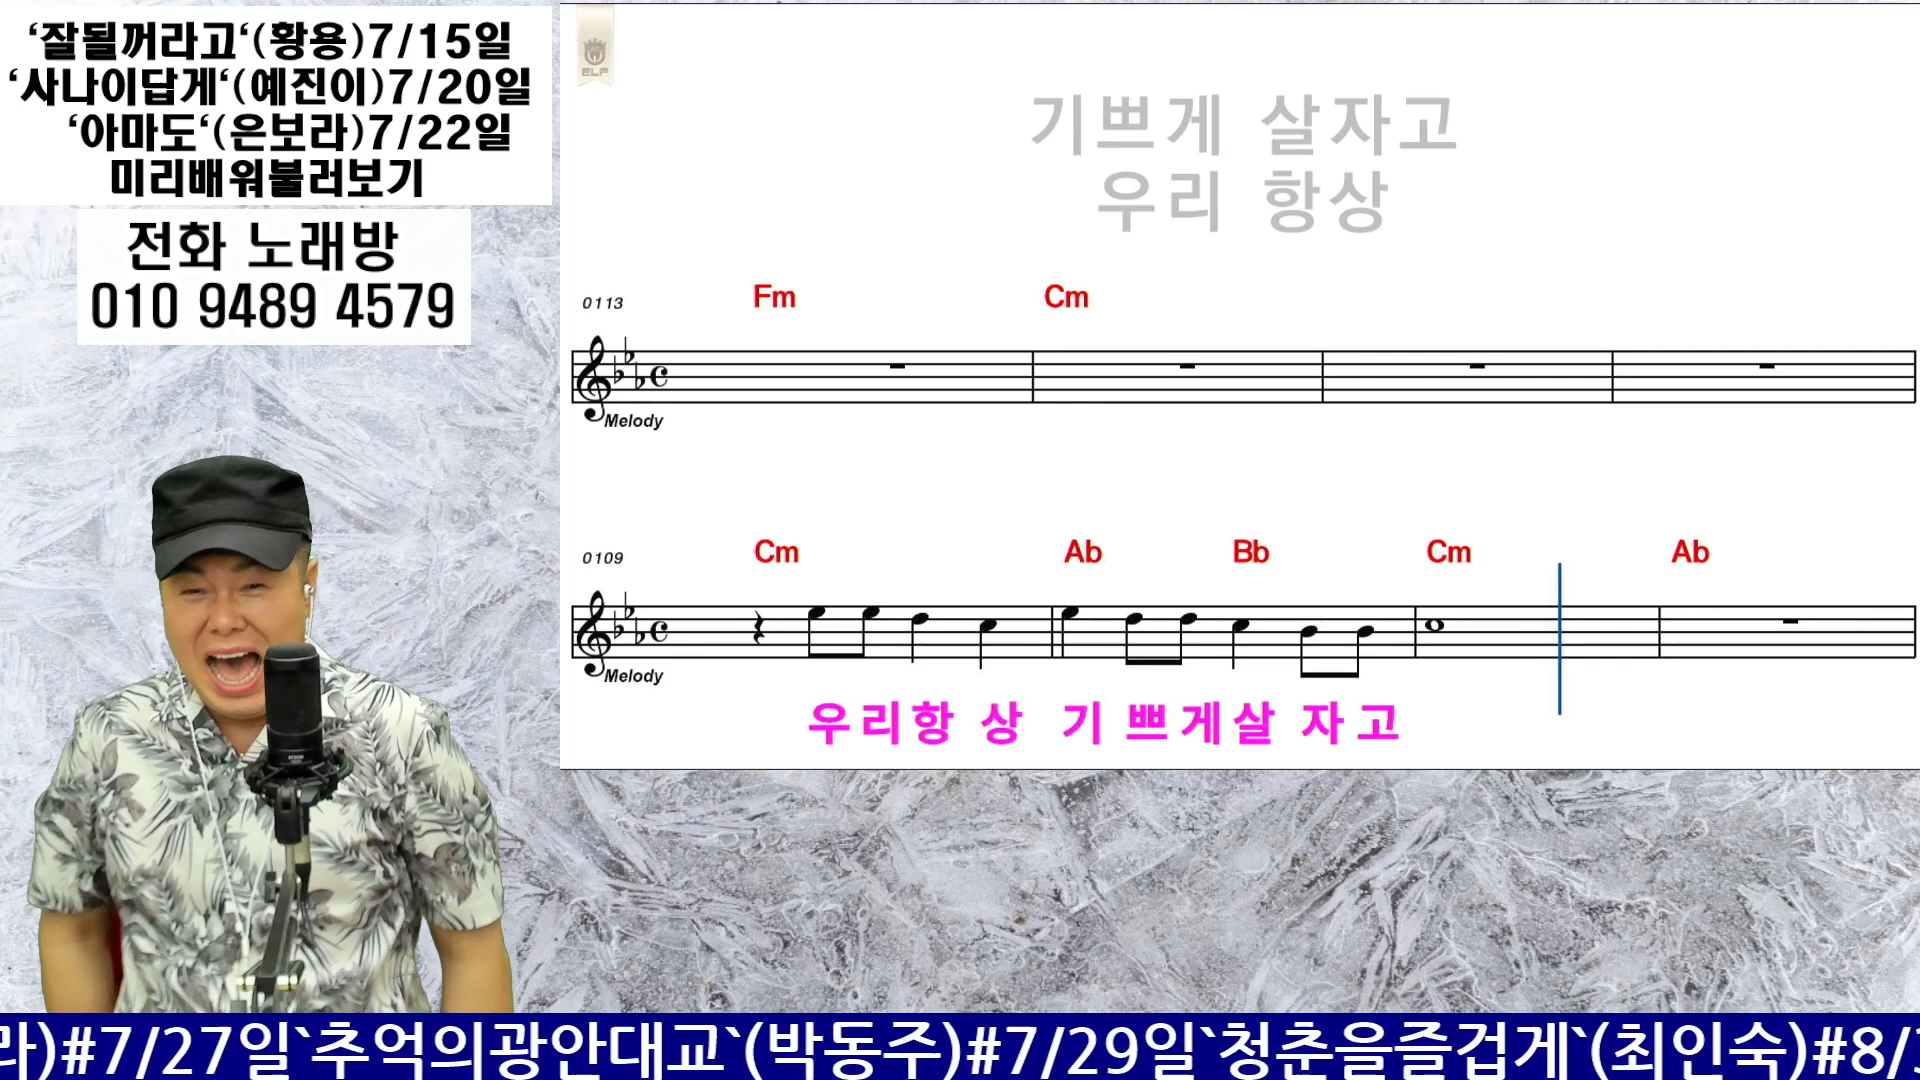 ‘잘될꺼라고‘(황용)7/15일
‘사나이답게‘(예진이)7/20일
‘아마도‘(은보라)7/22일
미리배워불러보기
전화 노래방
010 9489 4579
ELF
기쁘게 살자고
우리 항상
0113 Fm Cm
Melody
0109 Cm Ab Bb Cm Ab
Melody
우리항 상 기 쁘게살 자고
라)#7/27일`추억의광안대교`(박동주)#7/29일`청춘을즐겁게`(최인숙)#8/